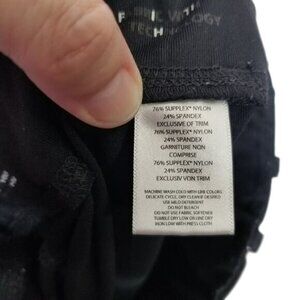 TECHN
76% SUPPLEX® NYLON
24% SPANDEX
EXCLUSIVE OF TRIM
76% SUPPLEX® NYLON
24% SPANDEX
GARNITURE NON
COMPRISE
76% SUPPLEX® NYLON
24% SPANDEX
EXCLUSIV VON TRIM
MACHINE WASH COLD WITH LIKE COLORS
DELICATE CYCLE, DRY CLEANED IF DESIRED
USE MILD DETERGENT
DO NOT BLEACH
DO NOT USE FABRIC SOFTENER
TUMBLE DRY LOW OR LINE DRY
IRON LOW WITH PRESS CLOTH